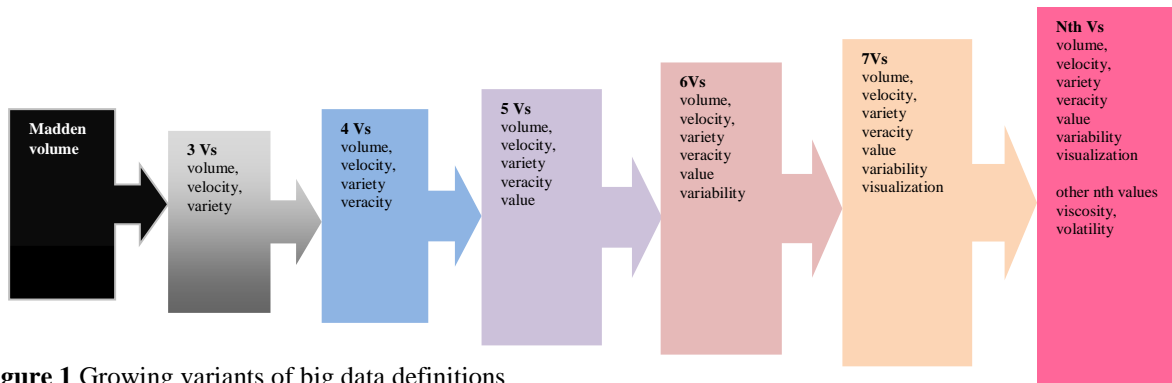 Madden
volume
3 Vs
volume,
velocity,
variety
4 Vs
volume,
velocity,
variety
veracity
5 Vs
volume,
velocity,
variety
veracity
value
6Vs
volume,
velocity,
variety
veracity
value
variability
7Vs
volume,
velocity,
variety
veracity
value
variability
visualization
Nth Vs
volume,
velocity,
variety
veracity
value
variability
visualization
other nth values
viscosity,
volatility
gure 1 Growing variants of big data definitions